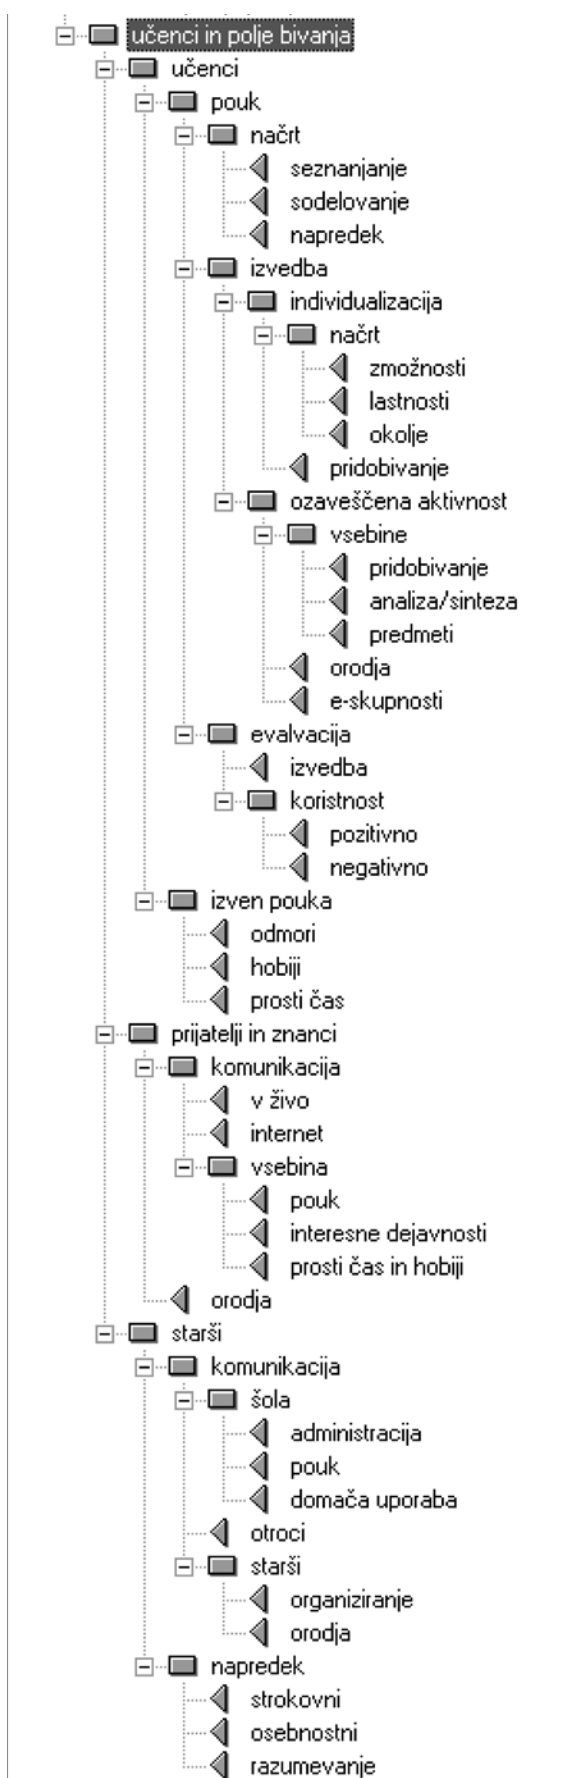 učenci in polje bivanja
učenci
pouk
načrt
seznanjanje
sodelovanje
napredek
izvedba
individualizacija
načrt
zmožnosti
lastnosti
okolje
pridobivanje
ozaveščena aktivnost
vsebine
pridobivanje
analiza/sinteza
predmeti
orodja
e-skupnosti
evalvacija
izvedba
koristnost
pozitivno
negativno
izven pouka
odmori
hobiji
prosti čas
prijatelji in znanci
komunikacija
v živo
internet
vsebina
pouk
interesne dejavnosti
prosti čas in hobiji
orodja
starši
komunikacija
šola
administracija
pouk
domača uporaba
otroci
starši
organiziranje
orodja
napredek
strokovni
osebnostni
razumevanje